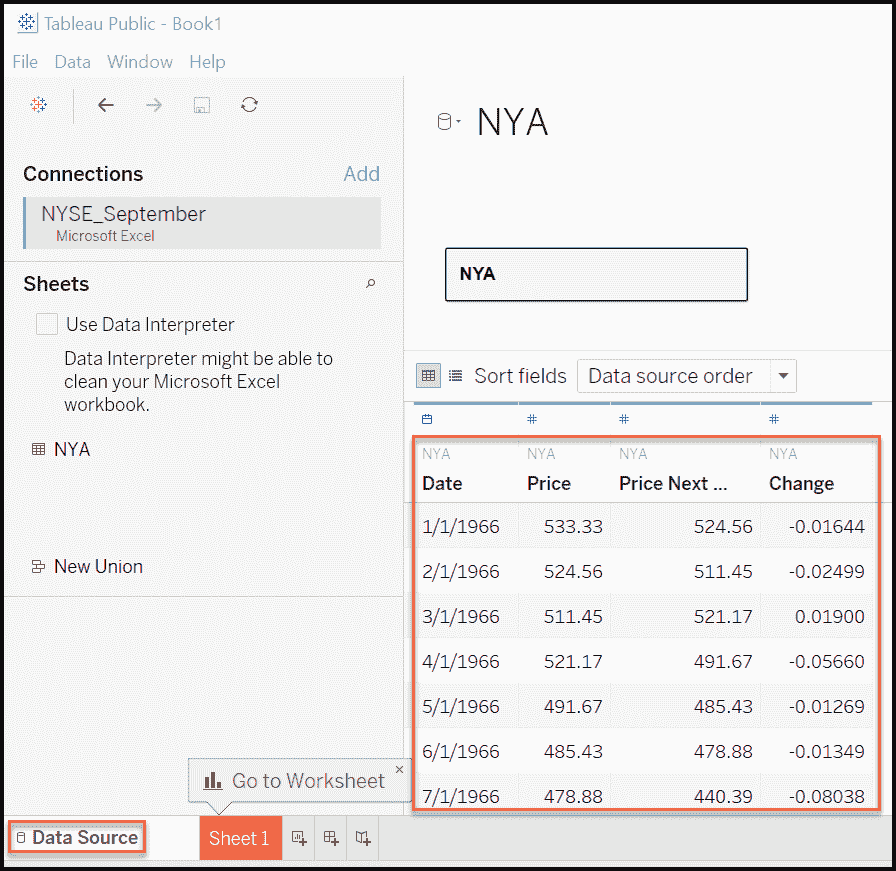 Tableau Public - Book1
File Data Window Help
Connections Add
NYSE_September
Microsoft Excel
Sheets
Use Data Interpreter
Data Interpreter might be able to
clean your Microsoft Excel
workbook.
NYA
New Union
NYA
NYA
Sort fields Data source order
NYA NYA NYA NYA
Date Price Price Next ... Change
1/1/1966 533.33 524.56 -0.01644
2/1/1966 524.56 511.45 -0.02499
3/1/1966 511.45 521.17 0.01900
4/1/1966 521.17 491.67 -0.05660
5/1/1966 491.67 485.43 -0.01269
6/1/1966 485.43 478.88 -0.01349
7/1/1966 478.88 440.39 -0.08038
Go to Worksheet
Data Source Sheet 1